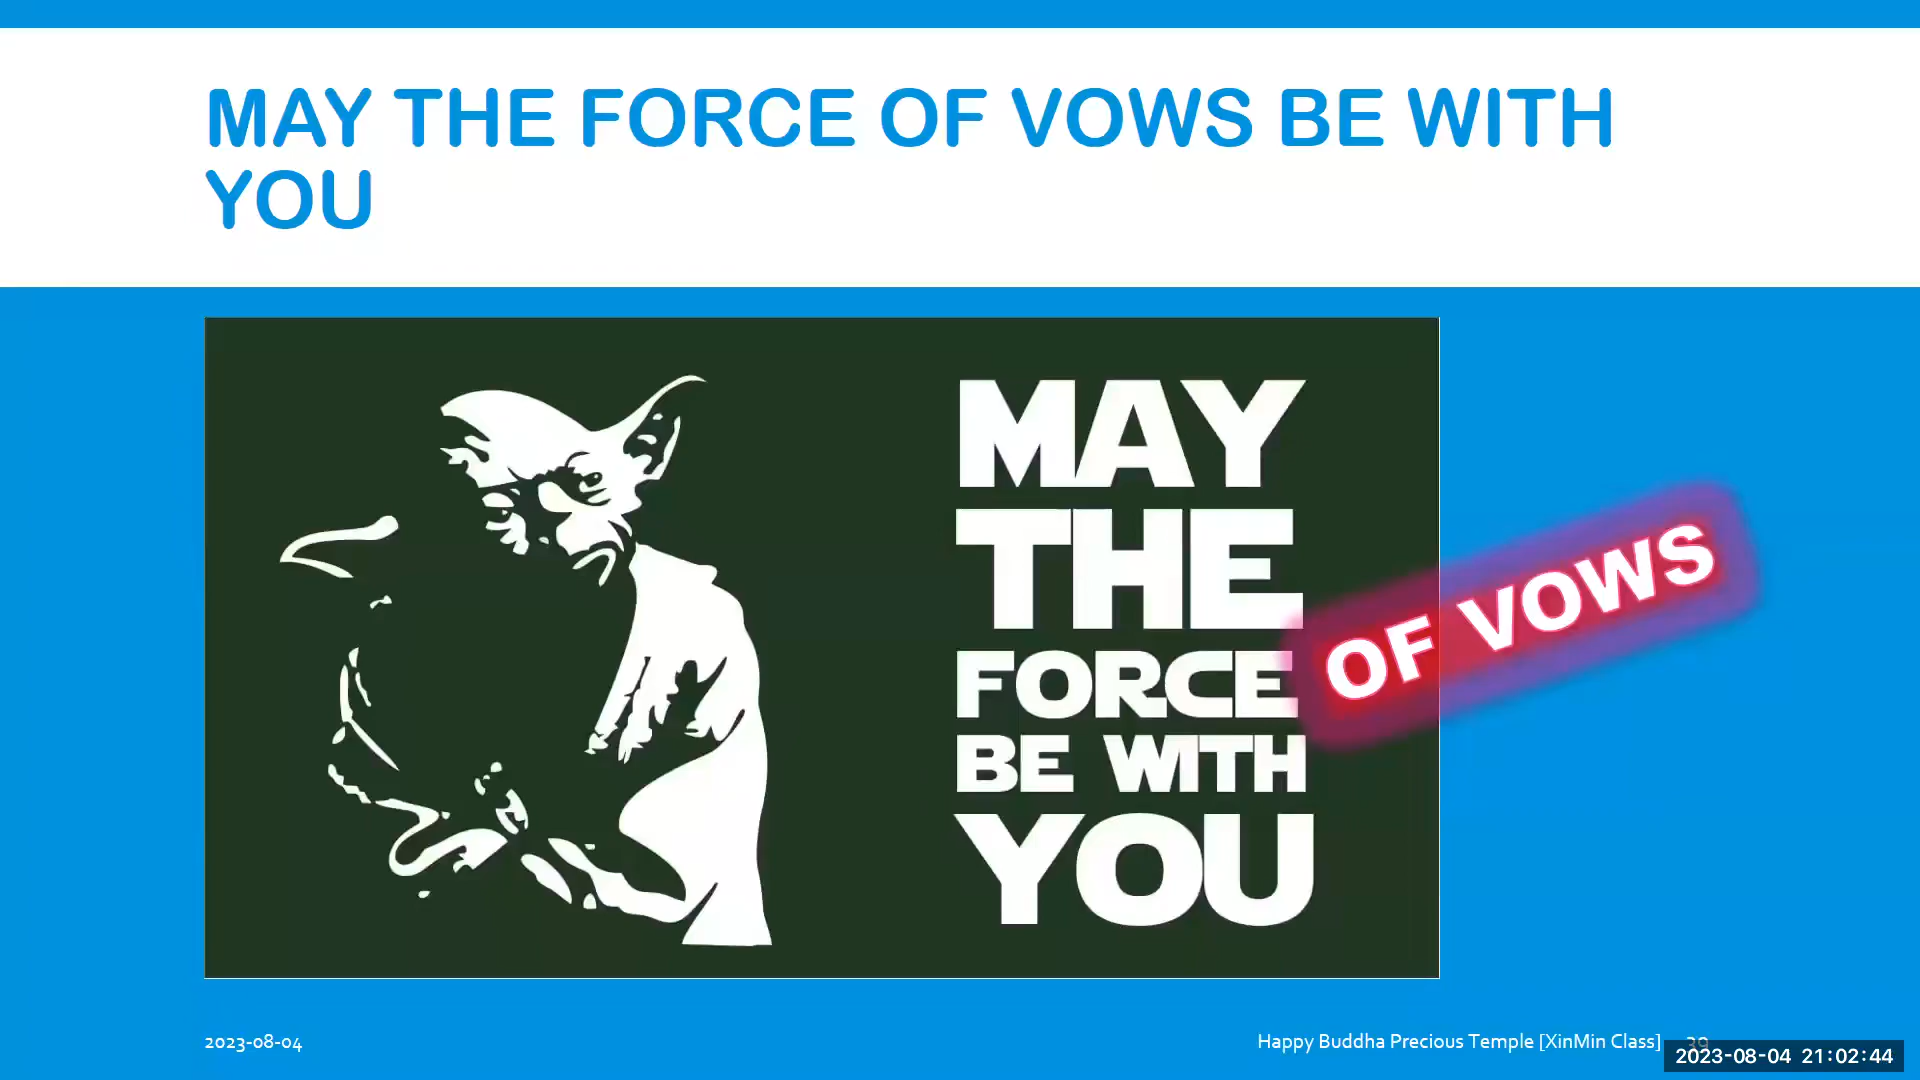 MAY THE FORCE OF VOWS BE WITH
YOU
MAY
THE
FORCE
OF VOWS
BE WITH
YOU
2023-08-04
Happy Buddha Precious Temple [XinMin Class]
39
2023-08-04 21:02:44